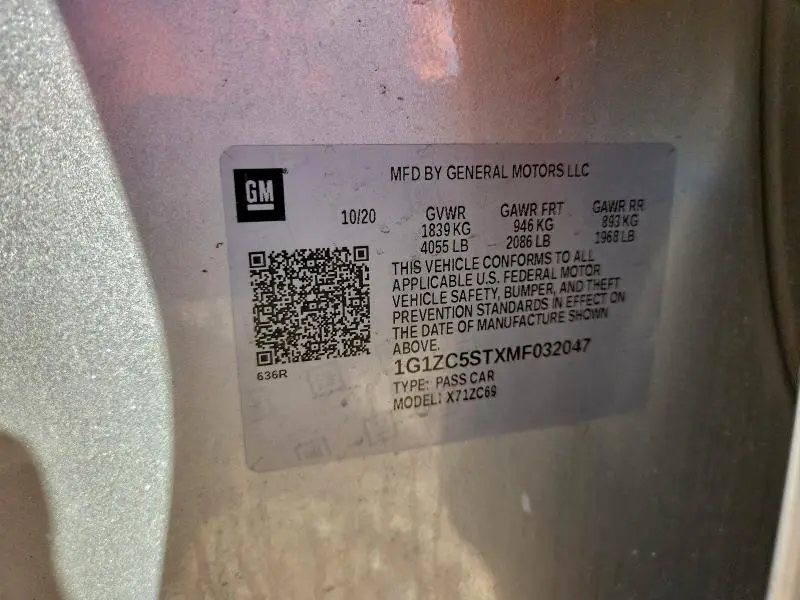 GM
MFD BY GENERAL MOTORS LLC
10/20 GVWR GAWR FRT GAWR RR
1839 KG 946 KG 893 KG
4055 LB 2086 LB 1968 LB
THIS VEHICLE CONFORMS TO ALL
APPLICABLE U.S. FEDERAL MOTOR
VEHICLE SAFETY, BUMPER, AND THEFT
PREVENTION STANDARDS IN EFFECT ON
THE DATE OF MANUFACTURE SHOWN
ABOVE.
1G1ZC5STXMF032047
636R
TYPE: PASS CAR
MODEL: X71ZC69